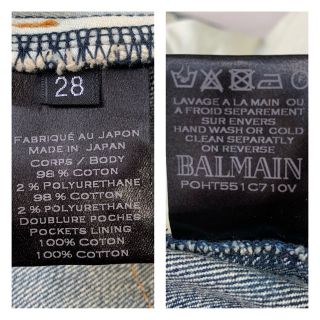 28
FABRIQUÉ AU JAPON
MADE IN JAPAN
CORPS / BODY
98 % COTON
2 % POLYURETHANE
98 % COTTON
2 % POLYURETHANE
DOUBLURE POCHES
POCKETS LINING
100% COTON
100% COTTON
LAVAGE A LA MAIN OU
A FROID SEPAREMENT
SUR ENVERS
HAND WASH OR COLD
CLEAN SEPARATELY
ON REVERSE
BALMAIN
POHT551C710V